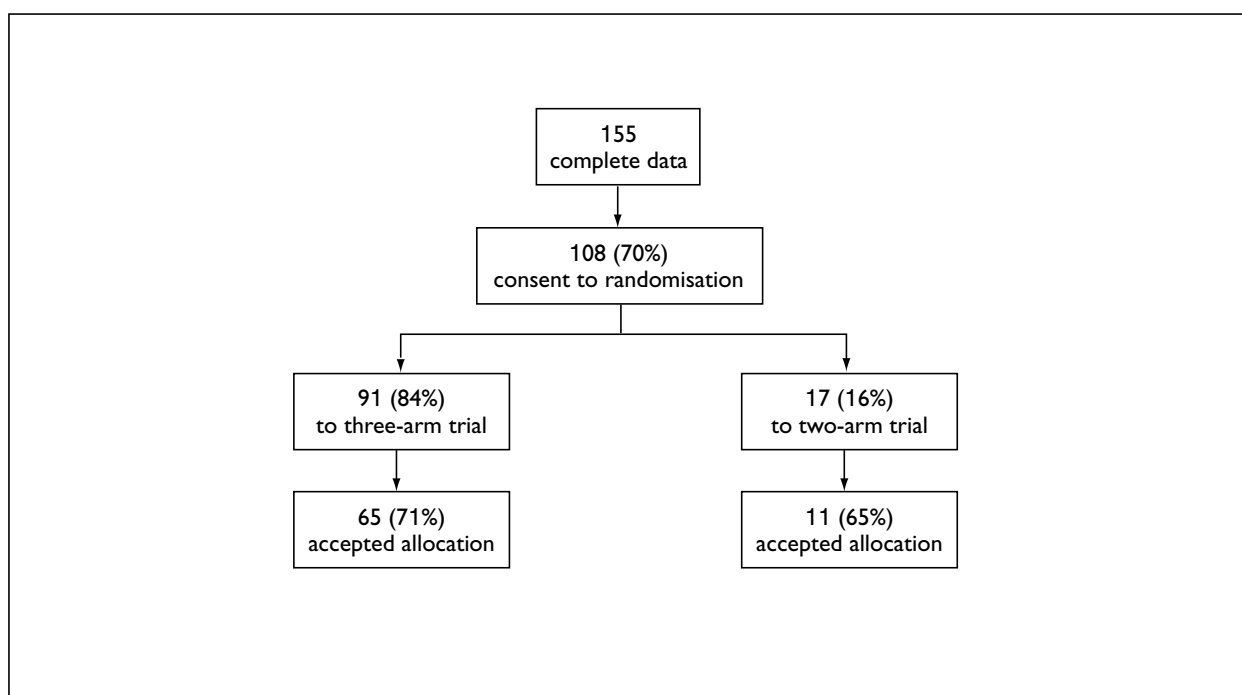 155
complete data
108 (70%)
consent to randomisation
91 (84%)
to three-arm trial
17 (16%)
to two-arm trial
65 (71%)
accepted allocation
11 (65%)
accepted allocation